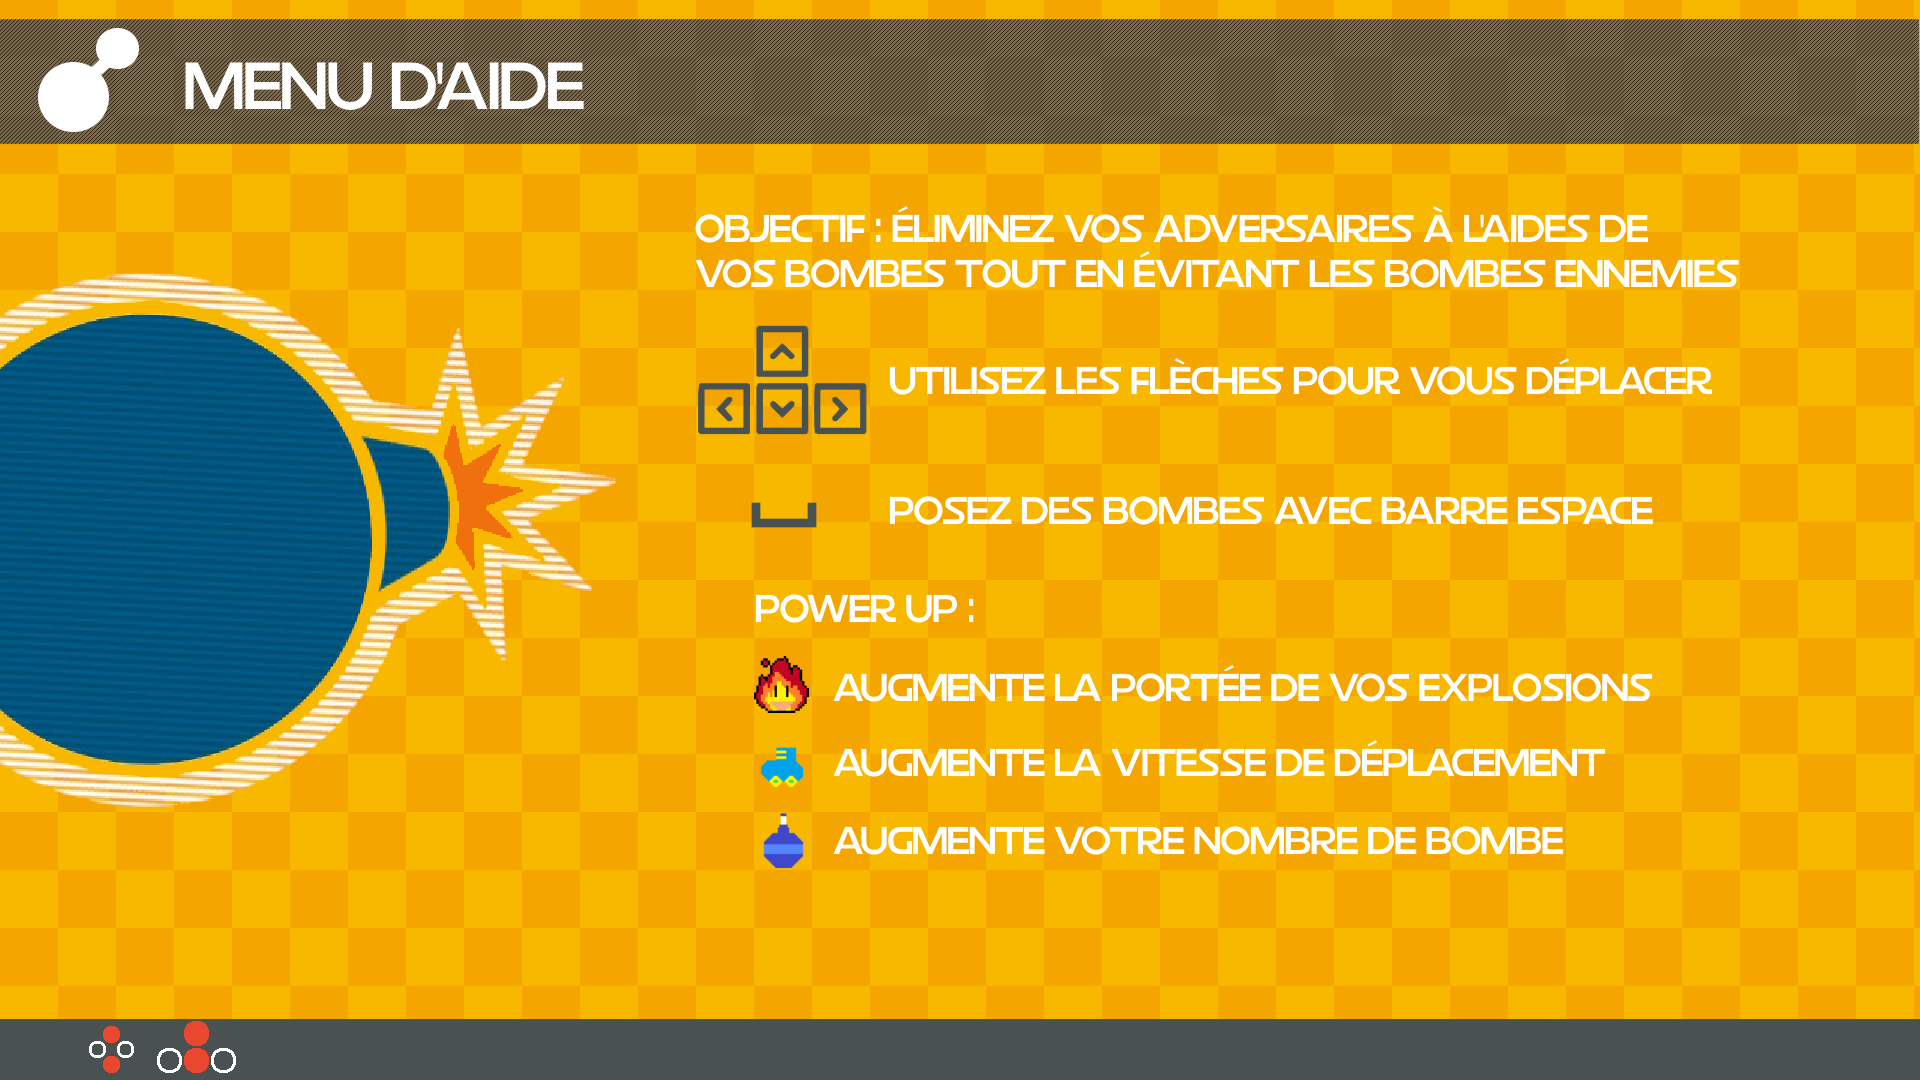 MENU D'AIDE
OBJECTIF : ÉLIMINEZ VOS ADVERSAIRES À L'AIDES DE
VOS BOMBES TOUT EN ÉVITANT LES BOMBES ENNEMIES
UTILISEZ LES FLÈCHES POUR VOUS DÉPLACER
POSEZ DES BOMBES AVEC BARRE ESPACE
POWER UP :
AUGMENTE LA PORTÉE DE VOS EXPLOSIONS
AUGMENTE LA VITESSE DE DÉPLACEMENT
AUGMENTE VOTRE NOMBRE DE BOMBE